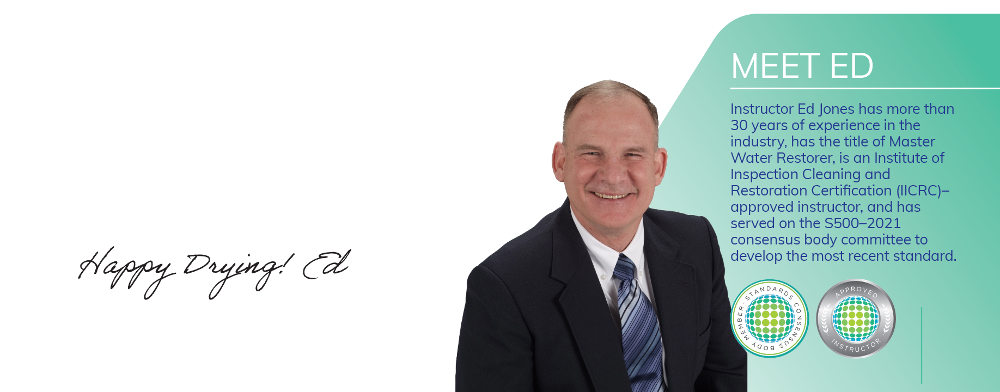 Happy Drying! Ed
MEET ED
Instructor Ed Jones has more than
30 years of experience in the
industry, has the title of Master
Water Restorer, is an Institute of
Inspection Cleaning and
Restoration Certification (IICRC)–
approved instructor, and has
served on the S500–2021
consensus body committee to
develop the most recent standard.
STANDARDS CONSENSUS BODY MEMBER •
APPROVED
INSTRUCTOR